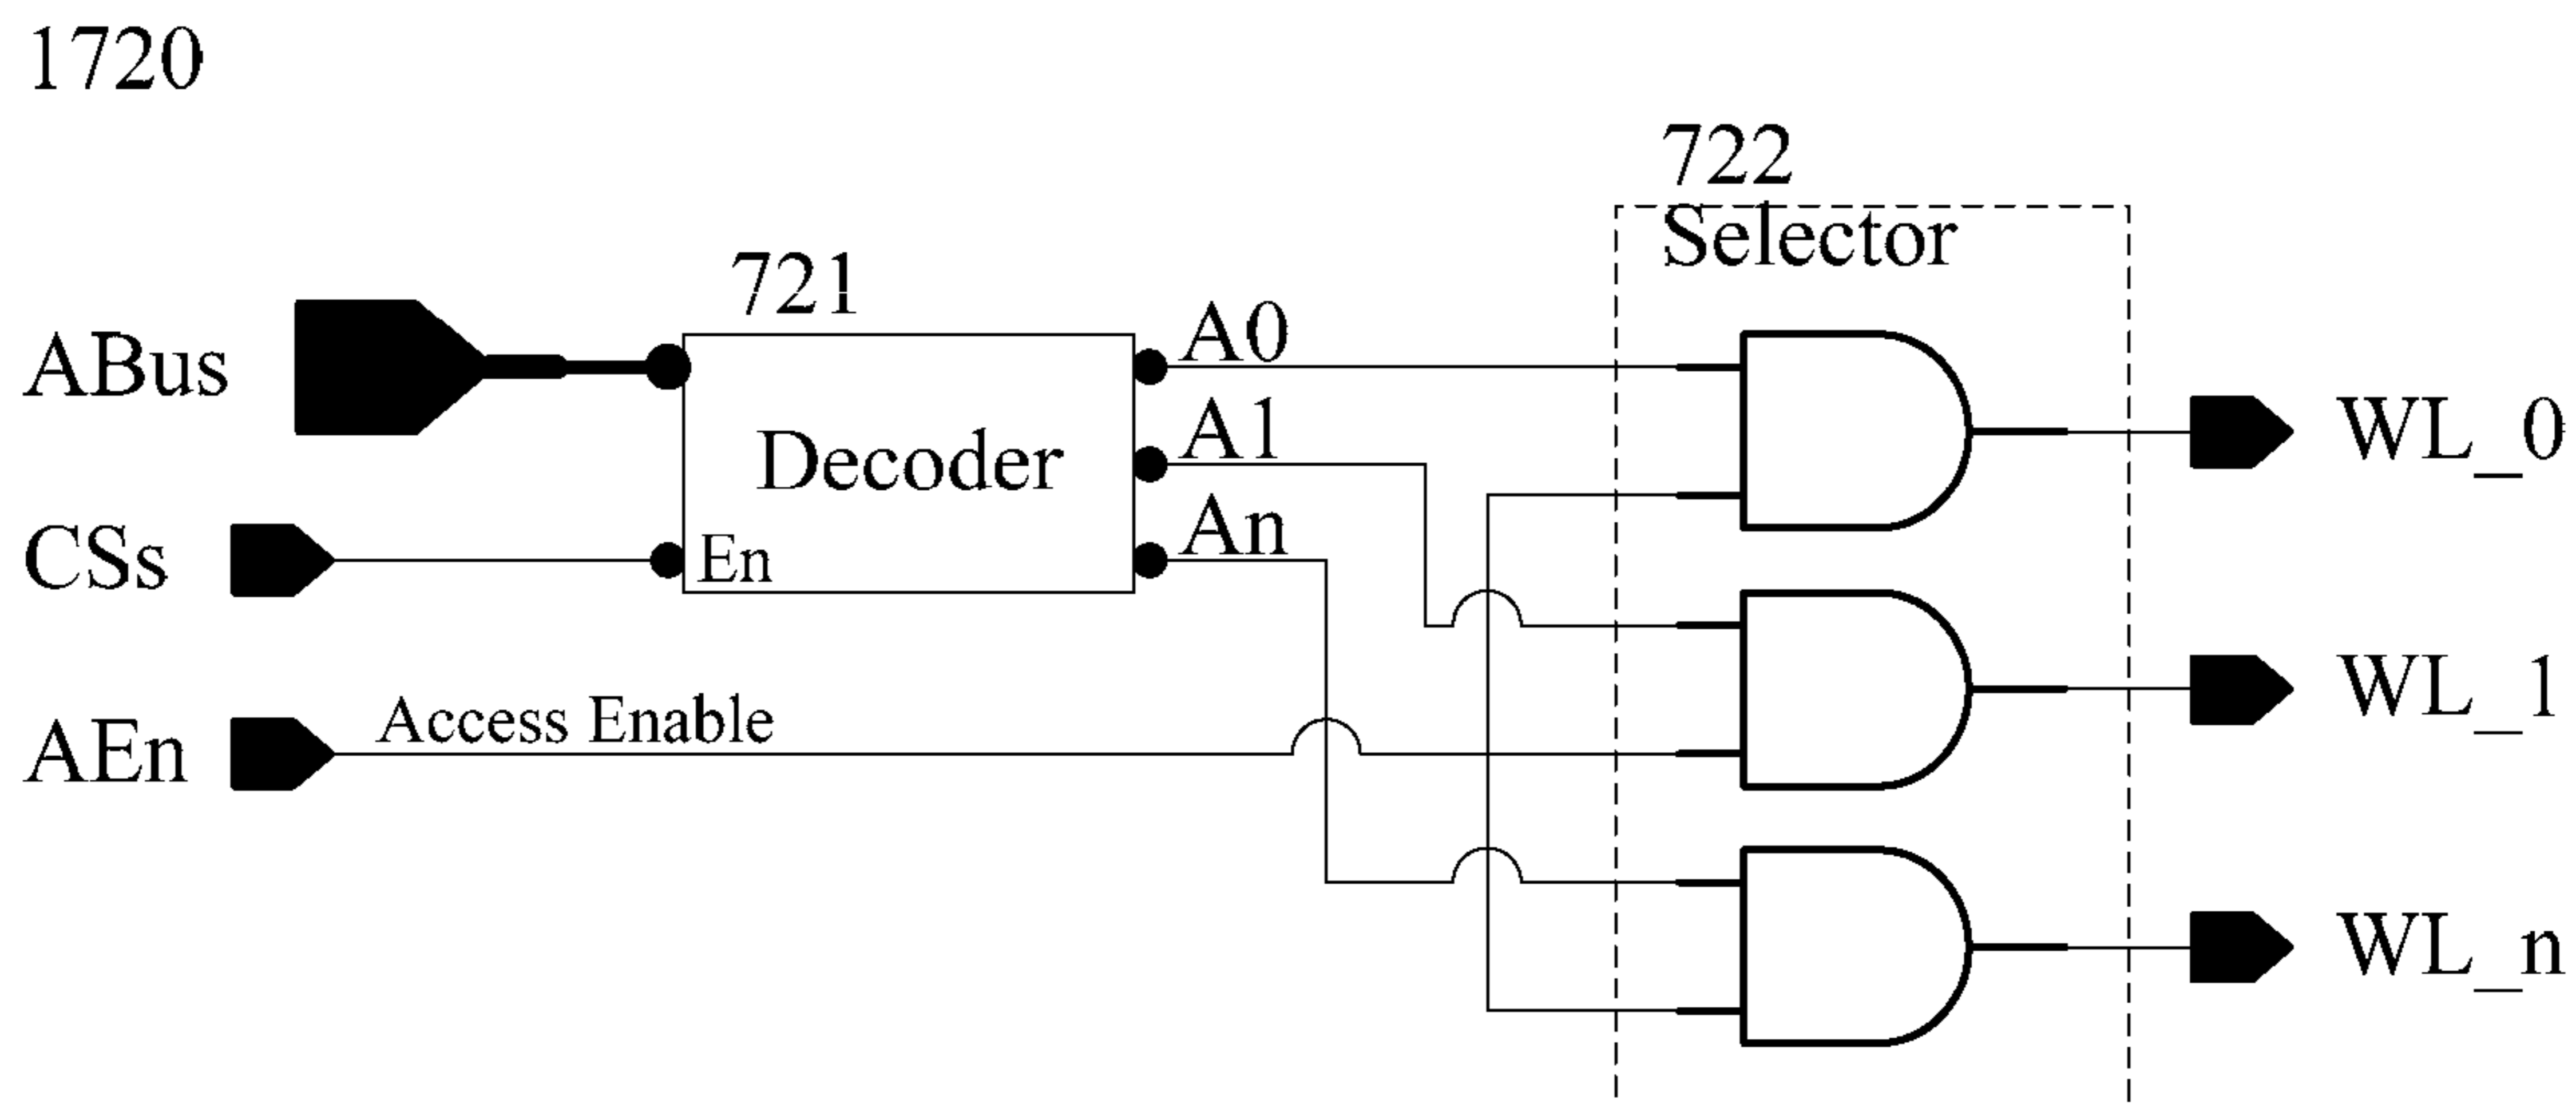 1720
722
Selector
721
ABus
A0
A1
WL_0
Decoder
An
CSs
En
WL_1
Access Enable
AEn
WL_n